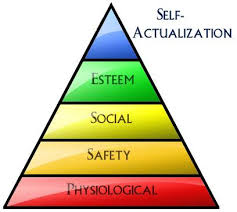 Self-
Actualization
Esteem
Social
Safety
Physiological